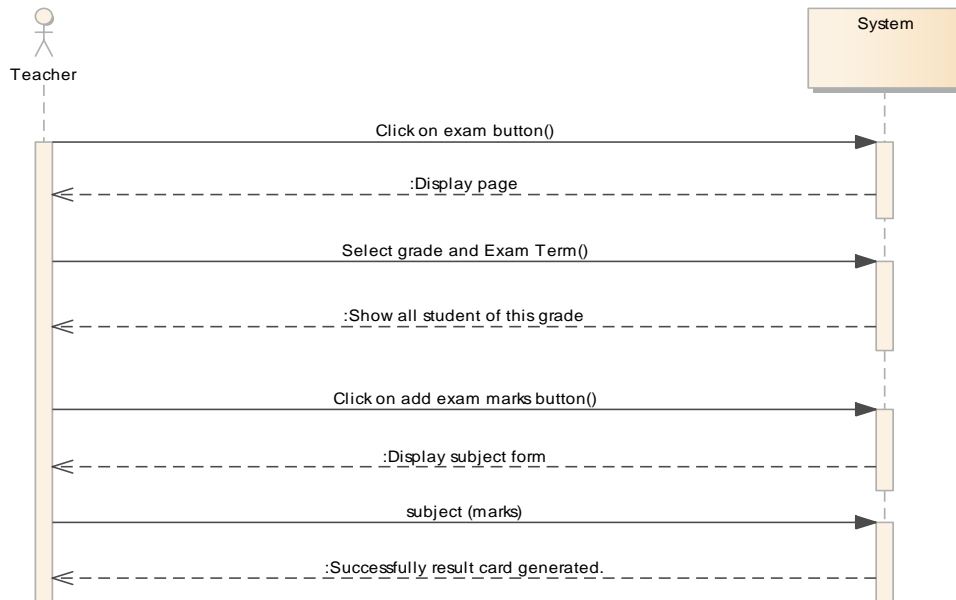 System
Teacher
Click on exam button()
:Display page
Select grade and Exam Term()
:Show all student of this grade
Click on add exam marks button()
:Display subject form
subject (marks)
:Successfully result card generated.